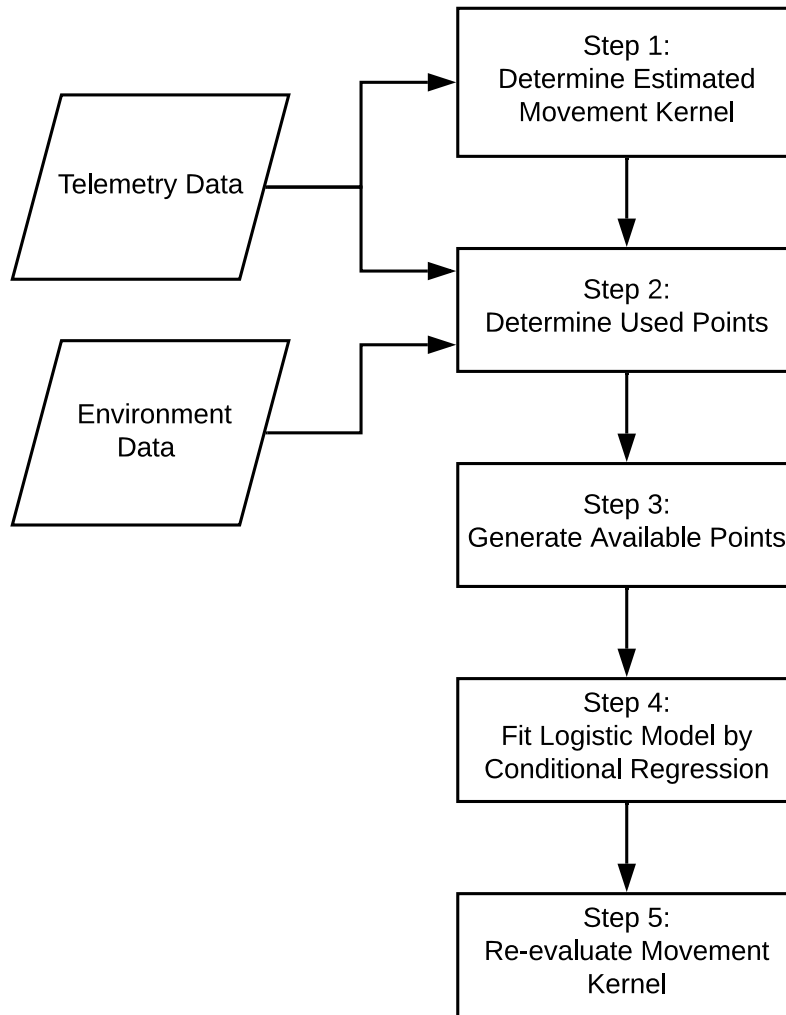 Step 1:
Determine Estimated
Movement Kernel
Telemetry Data
Step 2:
Determine Used Points
Environment
Data
Step 3:
Generate Available Points
Step 4:
Fit Logistic Model by
Conditional Regression
Step 5:
Re-evaluate Movement
Kernel